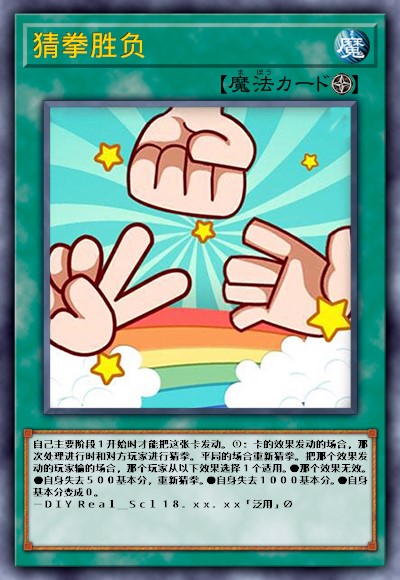 猜拳胜负
魔
【魔法カード】
まほう
自己主要阶段1开始时才能把这张卡发动。①：卡的效果发动的场合，那
次处理进行时和对方玩家进行猜拳。平局的场合重新猜拳。把那个效果发
动的玩家输的场合，那个玩家从以下效果选择1个适用。●那个效果无效。
●自身失去500基本分，重新猜拳。●自身失去1000基本分。●自身
基本分变成0。
－DIY Real＿Scl 18．xx．xx「泛用」∅